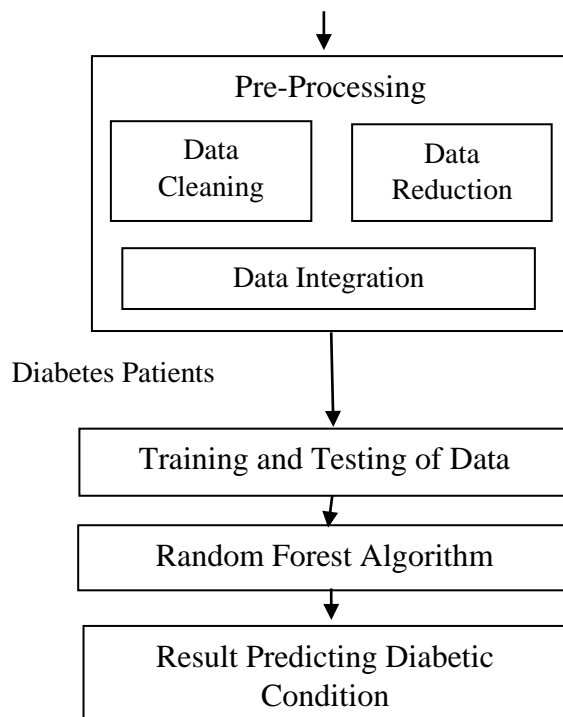 Pre-Processing
Data
Cleaning
Data
Reduction
Data Integration
Diabetes Patients
Training and Testing of Data
Random Forest Algorithm
Result Predicting Diabetic
Condition